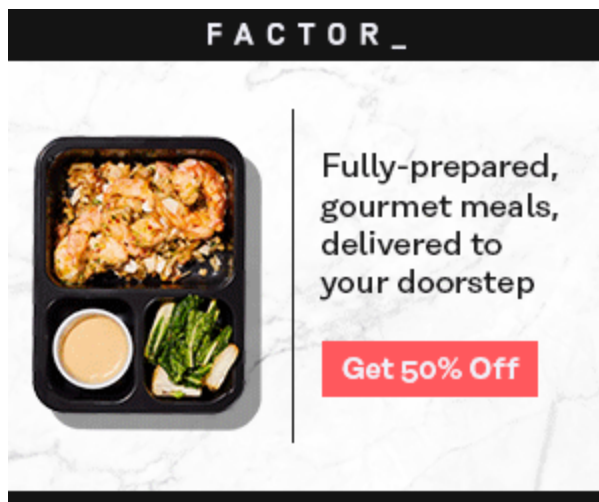 FACTOR_
Fully-prepared,
gourmet meals,
delivered to
your doorstep
Get 50% Off